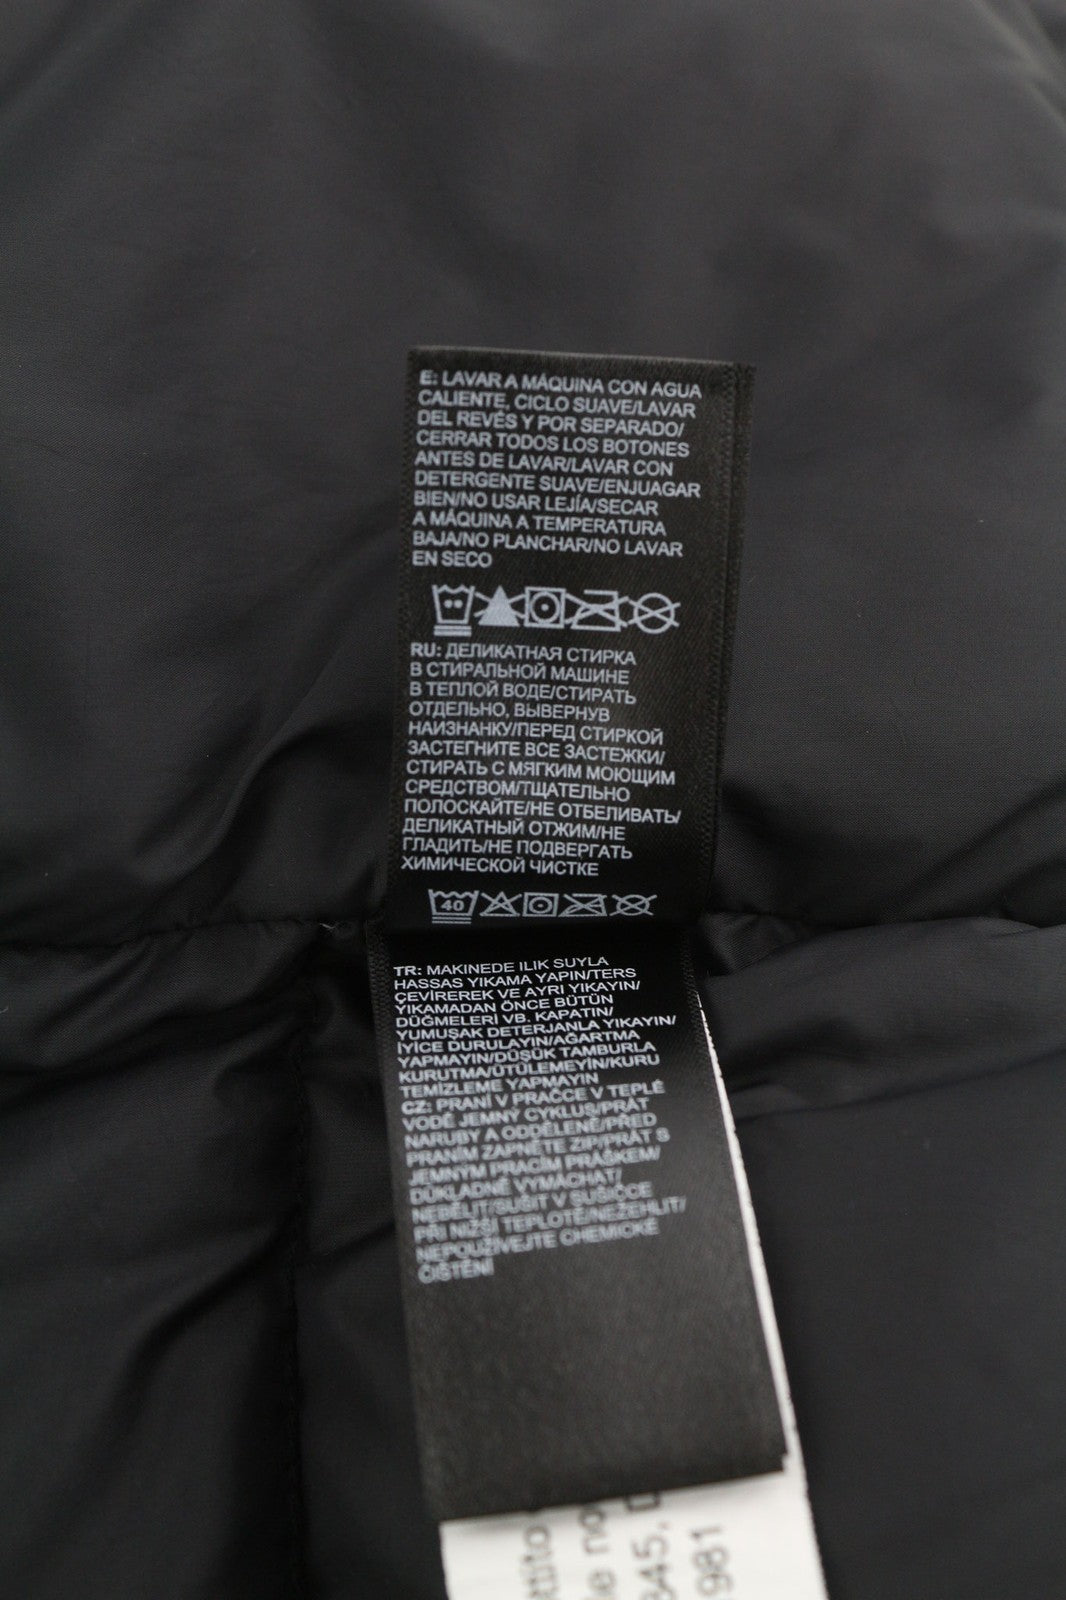 E: LAVAR A MÁQUINA CON AGUA
CALIENTE, CICLO SUAVE/LAVAR
DEL REVÉS Y POR SEPARADO/
CERRAR TODOS LOS BOTONES
ANTES DE LAVAR/LAVAR CON
DETERGENTE SUAVE/ENJUAGAR
BIEN/NO USAR LEJÍA/SECAR
A MÁQUINA A TEMPERATURA
BAJA/NO PLANCHAR/NO LAVAR
EN SECO
RU: ДЕЛИКАТНАЯ СТИРКА
В СТИРАЛЬНОЙ МАШИНЕ
В ТЕПЛОЙ ВОДЕ/СТИРАТЬ
ОТДЕЛЬНО, ВЫВЕРНУВ
НАИЗНАНКУ/ПЕРЕД СТИРКОЙ
ЗАСТЕГНИТЕ ВСЕ ЗАСТЕЖКИ/
СТИРАТЬ С МЯГКИМ МОЮЩИМ
СРЕДСТВОМ/ТЩАТЕЛЬНО
ПОЛОСКАЙТЕ/НЕ ОТБЕЛИВАТЬ/
ДЕЛИКАТНЫЙ ОТЖИМ/НЕ
ГЛАДИТЬ/НЕ ПОДВЕРГАТЬ
ХИМИЧЕСКОЙ ЧИСТКЕ
40
TR: MAKINEDE ILIK SUYLA
HASSAS YIKAMA YAPIN/TERS
ÇEVİREREK VE AYRI YIKAYIN/
YIKAMADAN ÖNCE BÜTÜN
DÜĞMELERİ VB. KAPATIN/
YUMUŞAK DETERJANLA YIKAYIN/
İYİCE DURULAYIN/AĞARTMA
YAPMAYIN/DÜŞÜK TAMBURLA
KURUTMA/ÜTÜLEMEYİN/KURU
TEMİZLEME YAPMAYIN
CZ: PRANÍ V PRAČCE V TEPLÉ
VODĚ JEMNÝ CYKLUS/PRÁT
NARUBY A ODDĚLENĚ/PŘED
PRANÍM ZAPNĚTE ZIP/PRÁT S
JEMNÝM PRACÍM PRÁŠKEM/
DŮKLADNĚ VYMÁCHAT/
NEBĚLIT/SUŠIT V SUŠIČCE
PŘI NIŽŠÍ TEPLOTĚ/NEŽEHLIT/
NEPOUŽÍVEJTE CHEMICKÉ
ČIŠTĚNÍ
845,
981